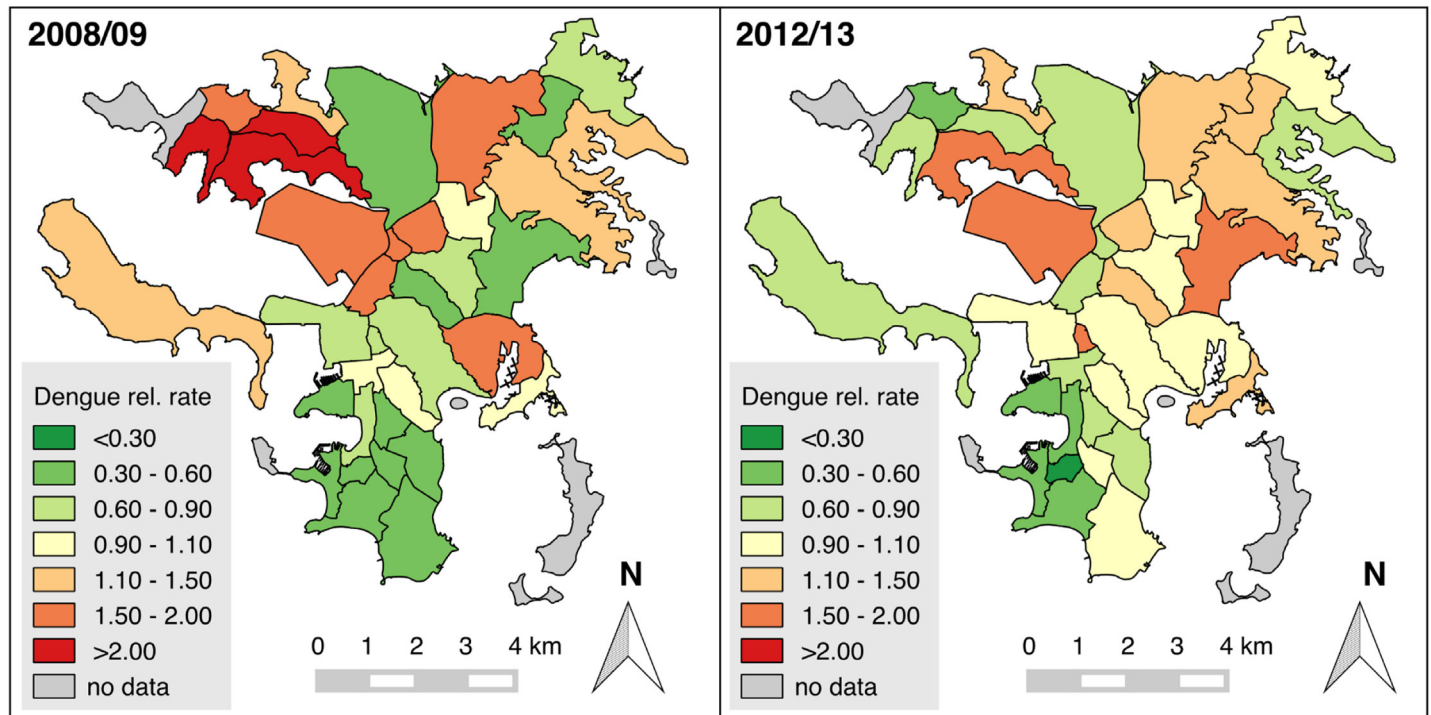 2008/09
Dengue rel. rate
<0.30
0.30 - 0.60
0.60 - 0.90
0.90 - 1.10
1.10 - 1.50
1.50 - 2.00
>2.00
no data
0 1 2 3 4 km
N
2012/13
Dengue rel. rate
<0.30
0.30 - 0.60
0.60 - 0.90
0.90 - 1.10
1.10 - 1.50
1.50 - 2.00
>2.00
no data
0 1 2 3 4 km
N